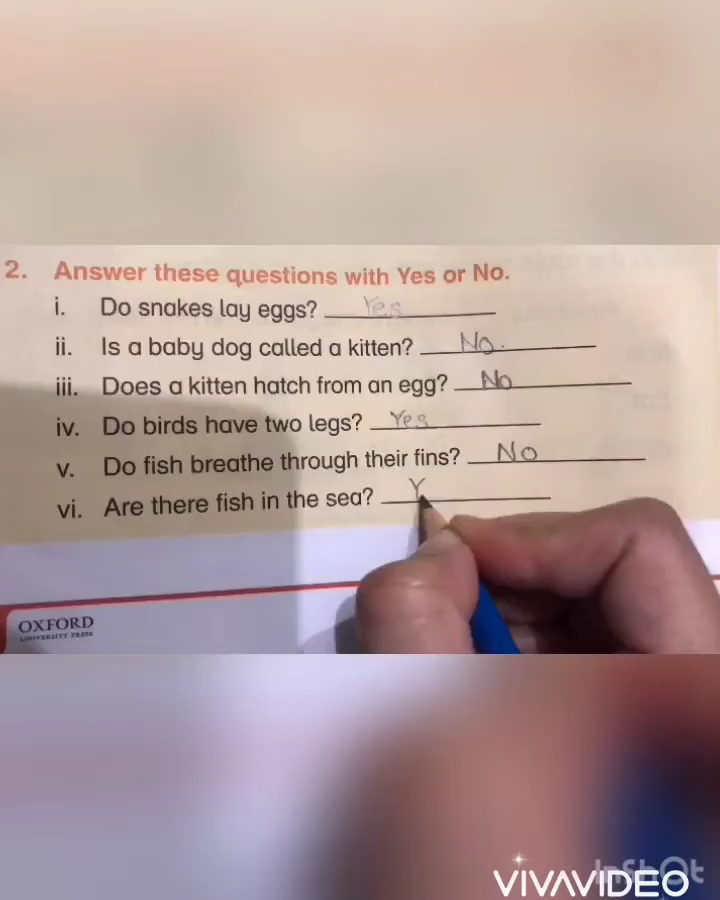 2. Answer these questions with Yes or No.
i. Do snakes lay eggs? Yes
ii. Is a baby dog called a kitten? No.
iii. Does a kitten hatch from an egg? No
iv. Do birds have two legs? Yes
v. Do fish breathe through their fins? No
vi. Are there fish in the sea? Y
OXFORD
UNIVERSITY PRESS
InShOt
VIVAVIDEO